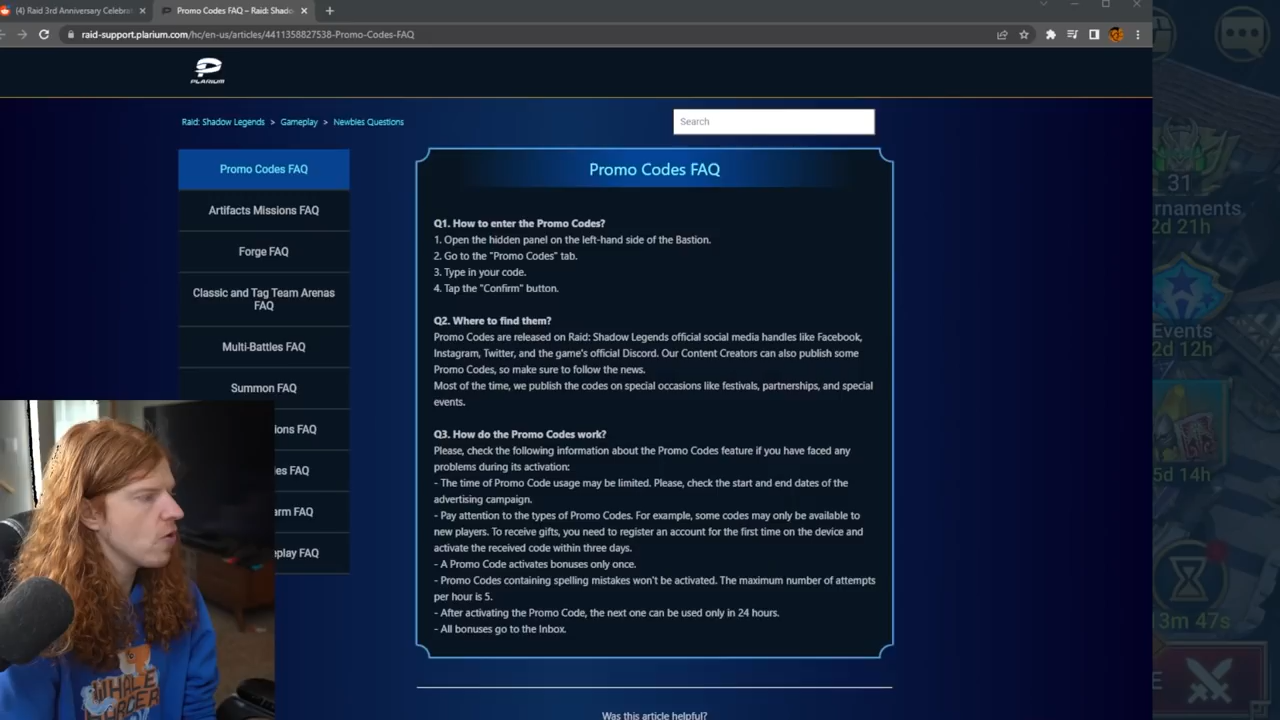 (4) Raid 3rd Anniversary Celebrat
Promo Codes FAQ – Raid: Shado
raid-support.plarium.com/hc/en-us/articles/4411358827538-Promo-Codes-FAQ
PLARIUM
Raid: Shadow Legends > Gameplay > Newbies Questions
Search
Promo Codes FAQ
Artifacts Missions FAQ
Forge FAQ
Classic and Tag Team Arenas
FAQ
Multi-Battles FAQ
Summon FAQ
ions FAQ
es FAQ
arm FAQ
eplay FAQ
Promo Codes FAQ
Q1. How to enter the Promo Codes?
1. Open the hidden panel on the left-hand side of the Bastion.
2. Go to the "Promo Codes" tab.
3. Type in your code.
4. Tap the "Confirm" button.
Q2. Where to find them?
Promo Codes are released on Raid: Shadow Legends official social media handles like Facebook,
Instagram, Twitter, and the game's official Discord. Our Content Creators can also publish some
Promo Codes, so make sure to follow the news.
Most of the time, we publish the codes on special occasions like festivals, partnerships, and special
events.
Q3. How do the Promo Codes work?
Please, check the following information about the Promo Codes feature if you have faced any
problems during its activation:
- The time of Promo Code usage may be limited. Please, check the start and end dates of the
advertising campaign.
- Pay attention to the types of Promo Codes. For example, some codes may only be available to
new players. To receive gifts, you need to register an account for the first time on the device and
activate the received code within three days.
- A Promo Code activates bonuses only once.
- Promo Codes containing spelling mistakes won't be activated. The maximum number of attempts
per hour is 5.
- After activating the Promo Code, the next one can be used only in 24 hours.
- All bonuses go to the Inbox.
Was this article helpful?
31
rnaments
2d 21h
Events
2d 12h
5d 14h
13m 47s
E
WHALE